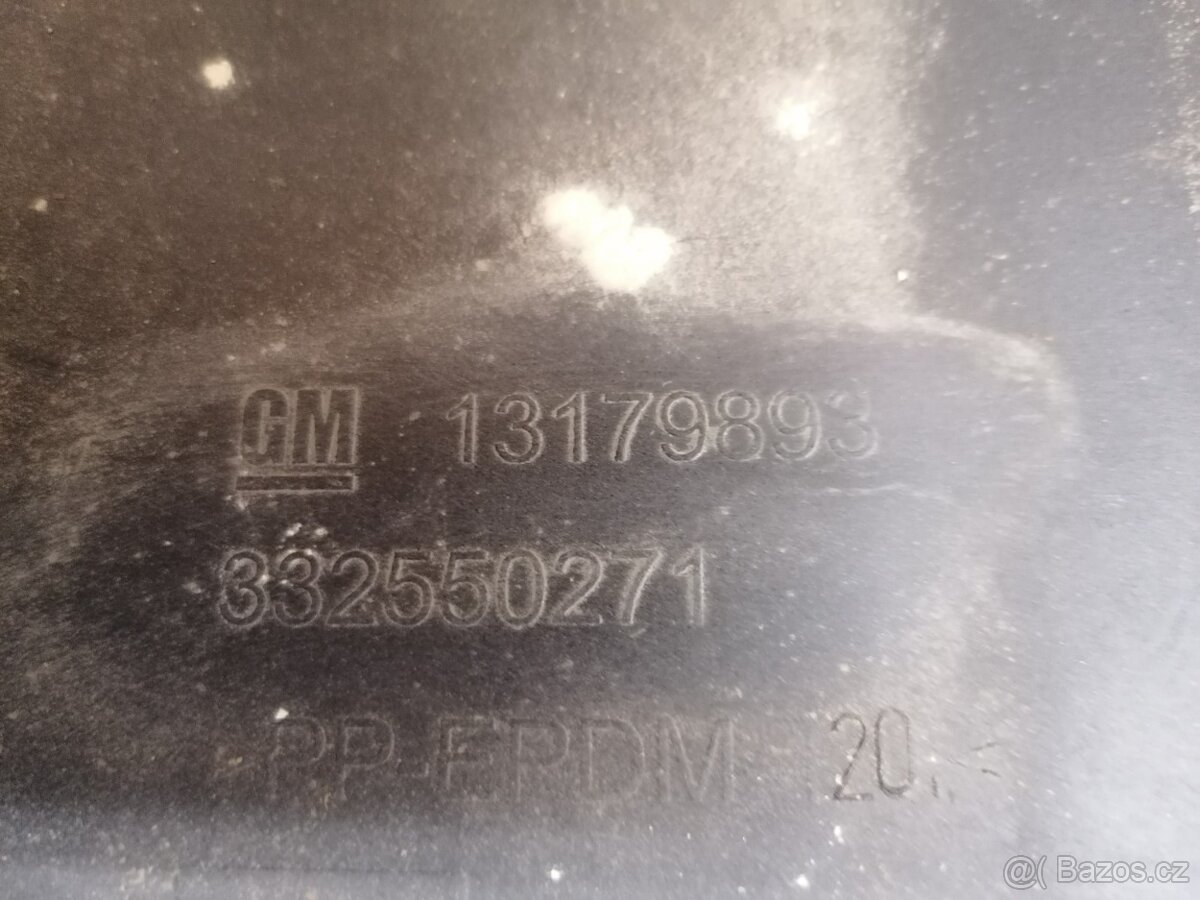 GM 13179893
332550271
PP-EPDM 20
@( Bazos.cz